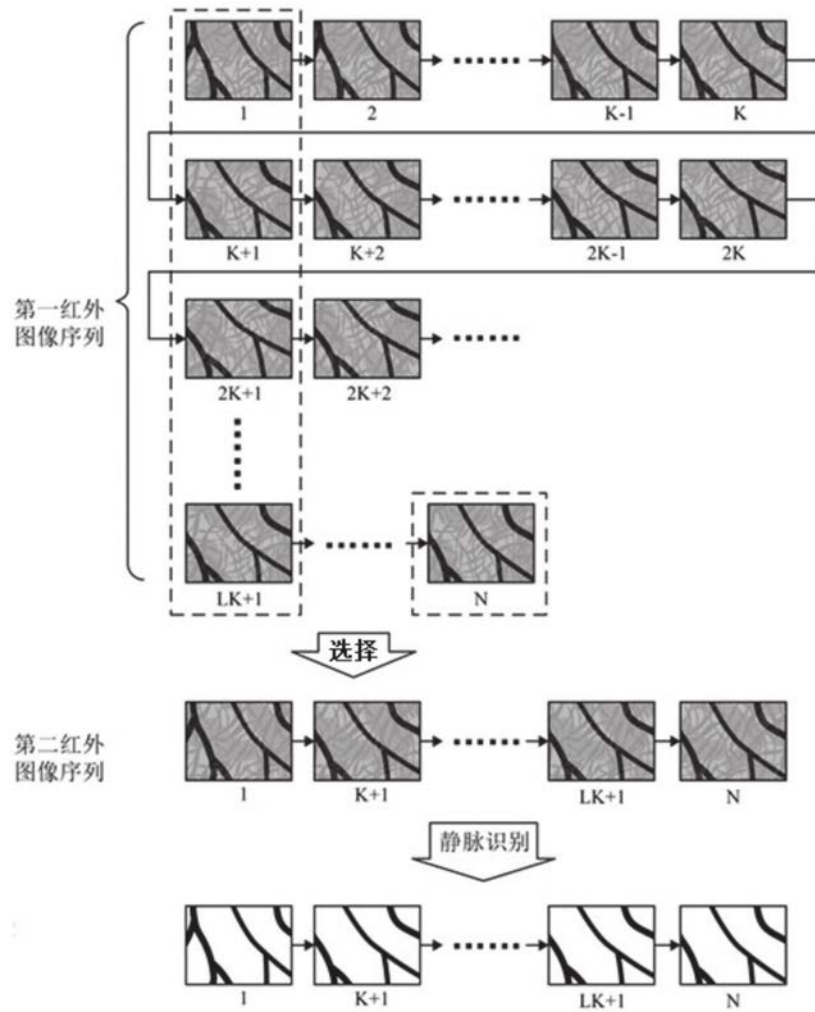 1
2
K-1
K
K+1
K+2
2K-1
2K
第一红外
图像序列
2K+1
2K+2
LK+1
N
选择
第二红外
图像序列
1
K+1
LK+1
N
静脉识别
1
K+1
LK+1
N